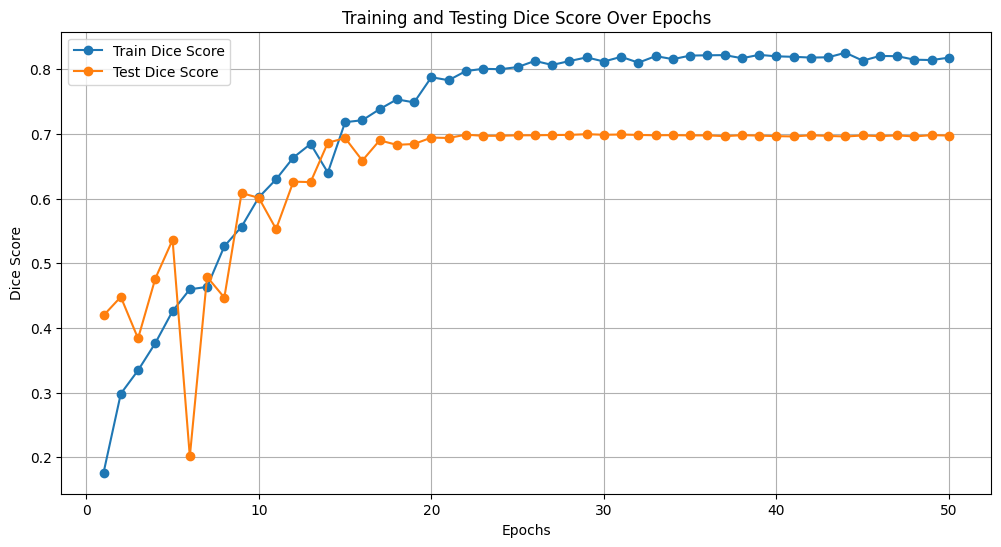 Training and Testing Dice Score Over Epochs
Train Dice Score
Test Dice Score
Dice Score
0.8
0.7
0.6
0.5
0.4
0.3
0.2
0 10 20 30 40 50
Epochs